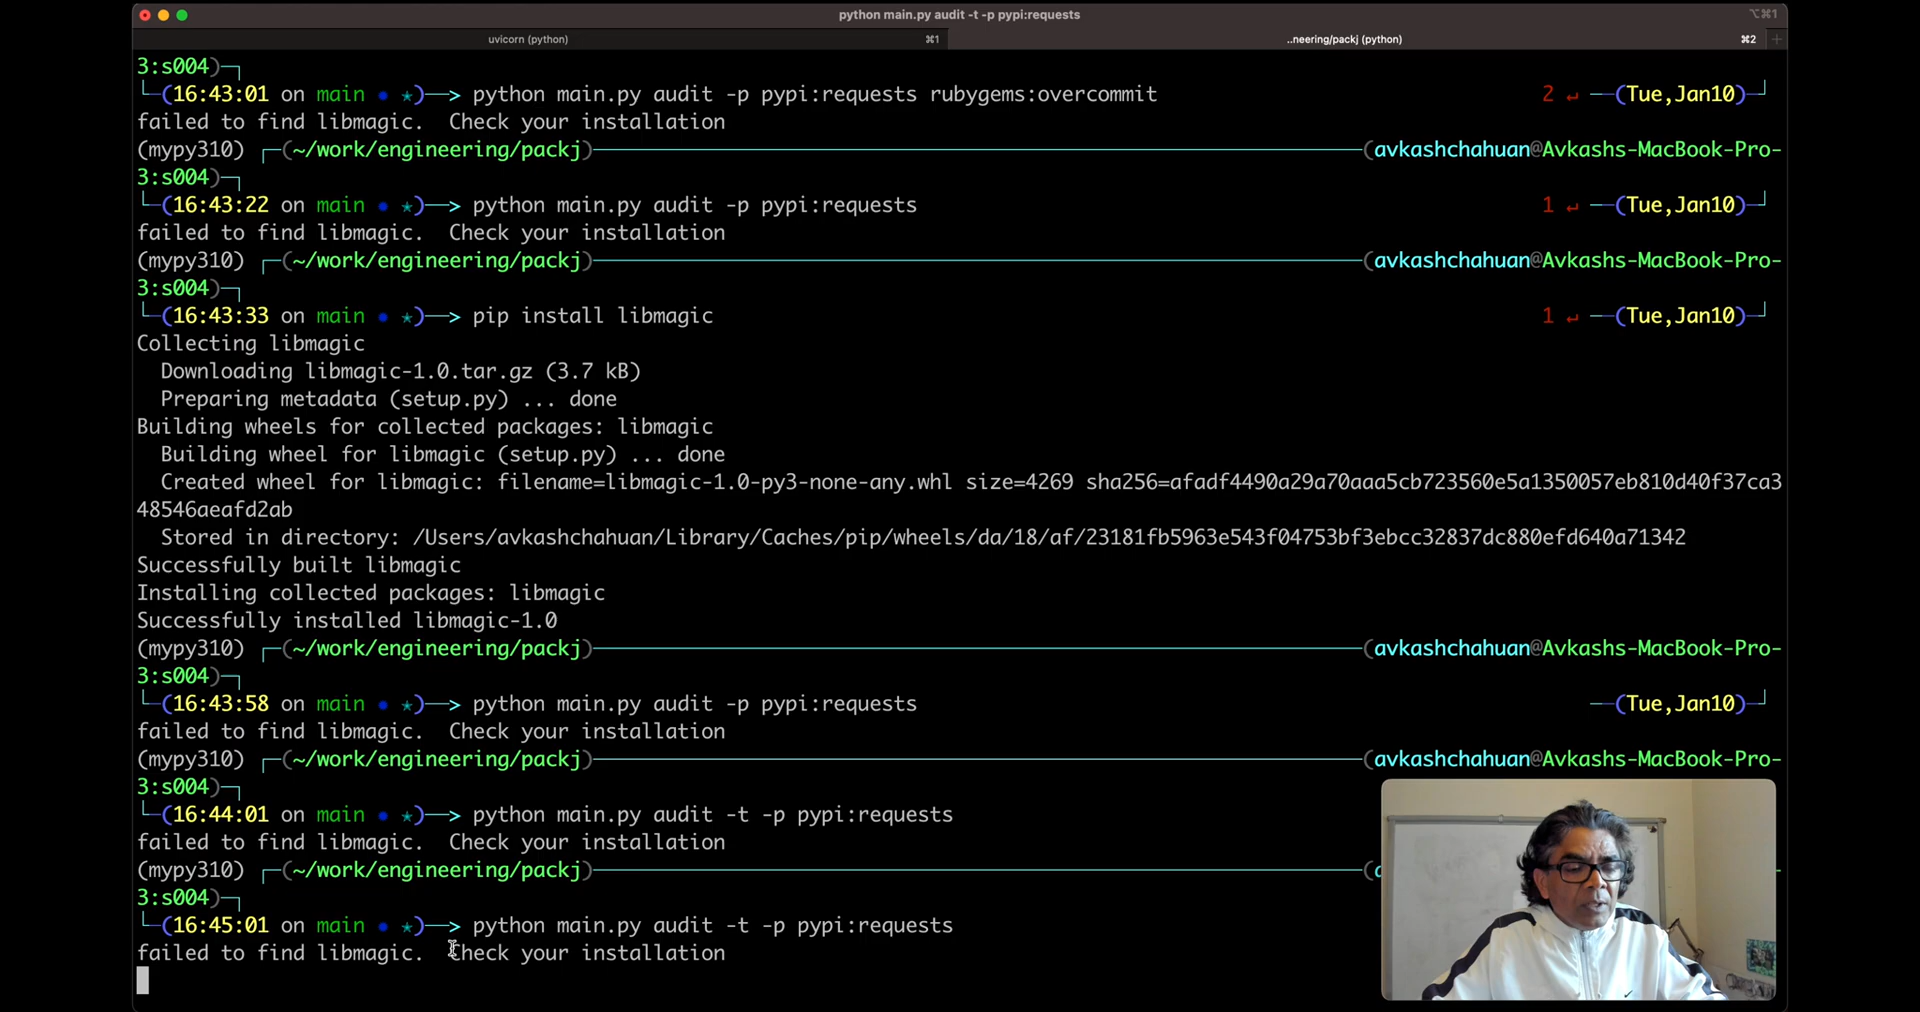 python main.py audit -t -p pypi:requests ⌥⌘1
uvicorn (python) ⌘1 ..neering/packj (python) ⌘2 +
3:s004)
(16:43:01 on main ● ★)—> python main.py audit -p pypi:requests rubygems:overcommit 2 ↵ —(Tue,Jan10)
failed to find libmagic.  Check your installation
(mypy310) (~/work/engineering/packj) (avkashchahuan@Avkashs-MacBook-Pro-
3:s004)
(16:43:22 on main ● ★)—> python main.py audit -p pypi:requests 1 ↵ —(Tue,Jan10)
failed to find libmagic.  Check your installation
(mypy310) (~/work/engineering/packj) (avkashchahuan@Avkashs-MacBook-Pro-
3:s004)
(16:43:33 on main ● ★)—> pip install libmagic 1 ↵ —(Tue,Jan10)
Collecting libmagic
Downloading libmagic-1.0.tar.gz (3.7 kB)
Preparing metadata (setup.py) ... done
Building wheels for collected packages: libmagic
Building wheel for libmagic (setup.py) ... done
Created wheel for libmagic: filename=libmagic-1.0-py3-none-any.whl size=4269 sha256=afadf4490a29a70aaa5cb723560e5a1350057eb810d40f37ca3
48546aeafd2ab
Stored in directory: /Users/avkashchahuan/Library/Caches/pip/wheels/da/18/af/23181fb5963e543f04753bf3ebcc32837dc880efd640a71342
Successfully built libmagic
Installing collected packages: libmagic
Successfully installed libmagic-1.0
(mypy310) (~/work/engineering/packj) (avkashchahuan@Avkashs-MacBook-Pro-
3:s004)
(16:43:58 on main ● ★)—> python main.py audit -p pypi:requests —(Tue,Jan10)
failed to find libmagic.  Check your installation
(mypy310) (~/work/engineering/packj) (avkashchahuan@Avkashs-MacBook-Pro-
3:s004)
(16:44:01 on main ● ★)—> python main.py audit -t -p pypi:requests
failed to find libmagic.  Check your installation
(mypy310) (~/work/engineering/packj) (a
3:s004)
(16:45:01 on main ● ★)—> python main.py audit -t -p pypi:requests
failed to find libmagic.  Check your installation